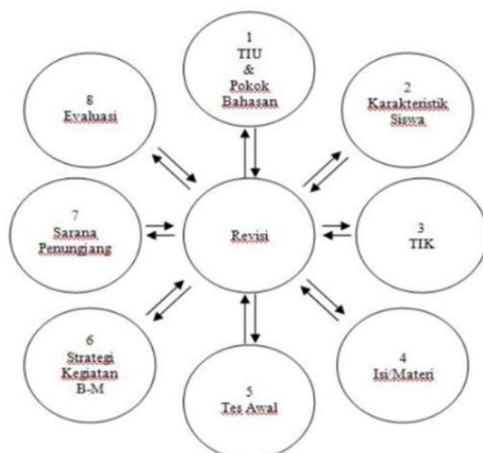 1
TIU
&
Pokok
Bahasan
2
Karakteristik
Siswa
3
TIK
4
Isi/Materi
5
Tes Awal
6
Strategi
Kegiatan
B-M
7
Sarana
Penungjang
8
Evaluasi
Revisi